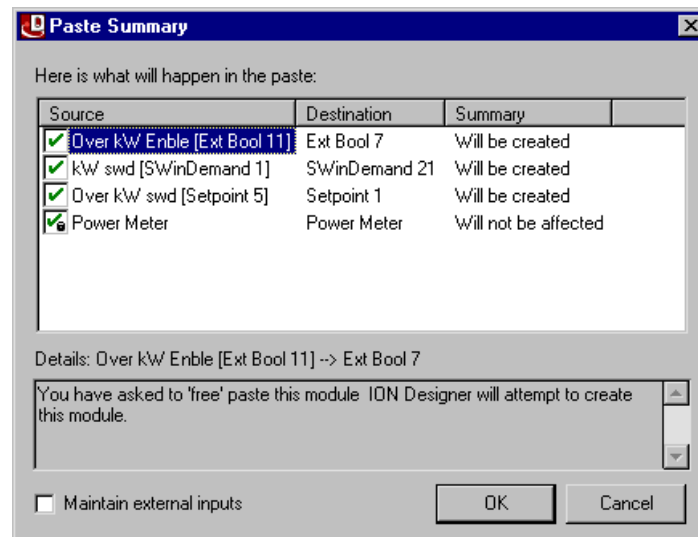 Paste Summary
Here is what will happen in the paste:
Source Destination Summary
Over kW Enble [Ext Bool 11] Ext Bool 7 Will be created
kW swd [SWinDemand 1] SWinDemand 21 Will be created
Over kW swd [Setpoint 5] Setpoint 1 Will be created
Power Meter Power Meter Will not be affected
Details: Over kW Enble [Ext Bool 11] --> Ext Bool 7
You have asked to 'free' paste this module ION Designer will attempt to create
this module.
Maintain external inputs OK Cancel